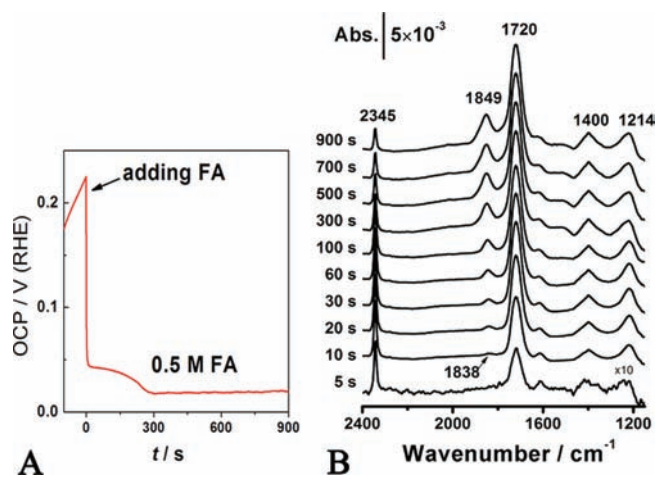 Abs. 5×10⁻³
1720
2345
1849
1400
1214
900 s
700 s
500 s
300 s
100 s
60 s
30 s
20 s
10 s
5 s
1838
x10
2400
2000
1600
1200
Wavenumber / cm⁻¹
B
adding FA
0.2
0.1
0.0
OCP / V (RHE)
0.5 M FA
0
300
600
900
t / s
A